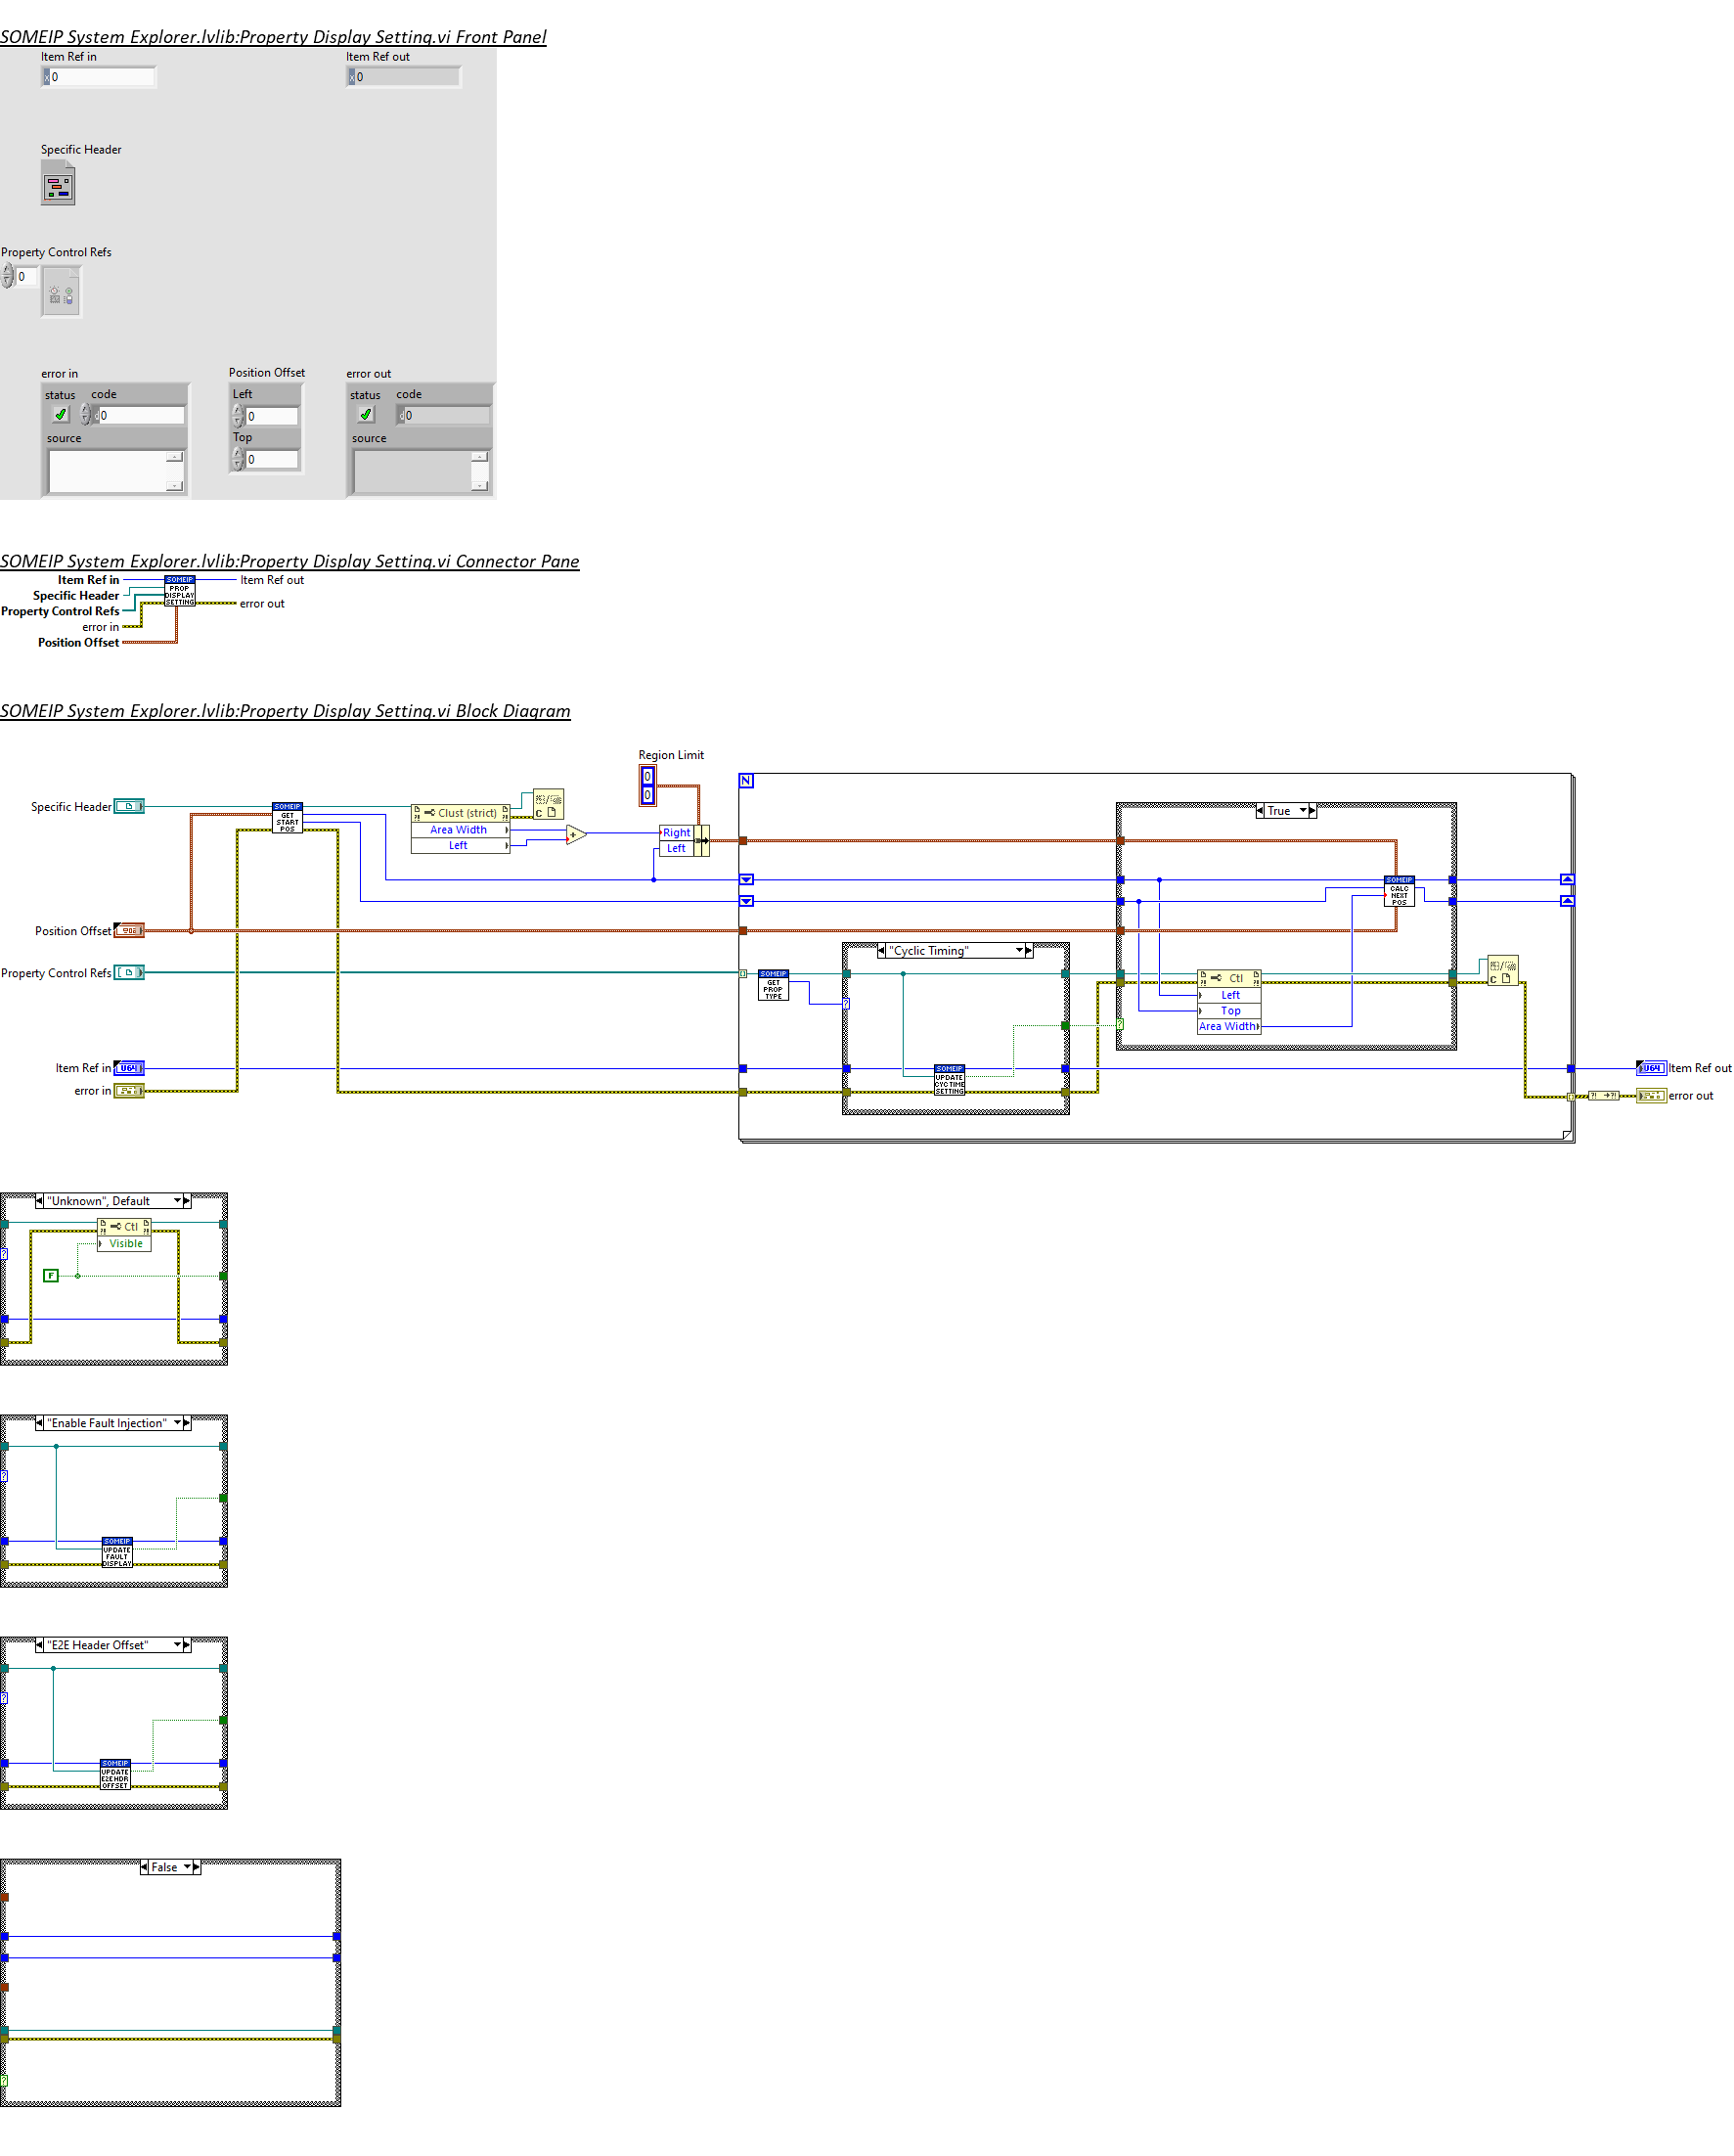 SOMEIP System Explorer.lvlib:Property Display Setting.vi Front Panel
Item Ref in
Item Ref out
x 0
x 0
Specific Header
Property Control Refs
0
error in
Position Offset
error out
status code
Left
status code
d 0
0
d 0
source
Top
source
0
SOMEIP System Explorer.lvlib:Property Display Setting.vi Connector Pane
Item Ref in
SOMEIP
PROP
DISPLAY
SETTING
Item Ref out
Specific Header
Property Control Refs
error out
error in
Position Offset
SOMEIP System Explorer.lvlib:Property Display Setting.vi Block Diagram
Region Limit
0
0
N
Specific Header
SOMEIP
GET
START
POS
Clust (strict)
Area Width
Left
C
+
Right
Left
True
SOMEIP
CALC
NEXT
POS
Position Offset
"Cyclic Timing"
Property Control Refs
SOMEIP
GET
PROP
TYPE
?
Ctl
Left
Top
Area Width
C
?
Item Ref in
U64
SOMEIP
UPDATE
CYCTIME
SETTING
U64
Item Ref out
error in
error out
"Unknown", Default
Ctl
Visible
?
F
"Enable Fault Injection"
?
SOMEIP
UPDATE
FAULT
DISPLAY
"E2E Header Offset"
?
SOMEIP
UPDATE
E2EHDR
OFFSET
False
?